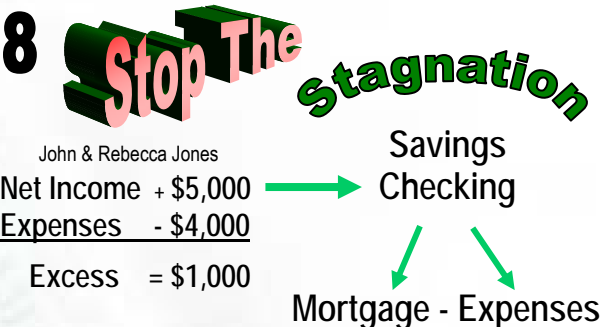 8
Stop The
Stagnation
John & Rebecca Jones
Net Income + $5,000
Expenses - $4,000
Excess = $1,000
Savings
Checking
Mortgage - Expenses